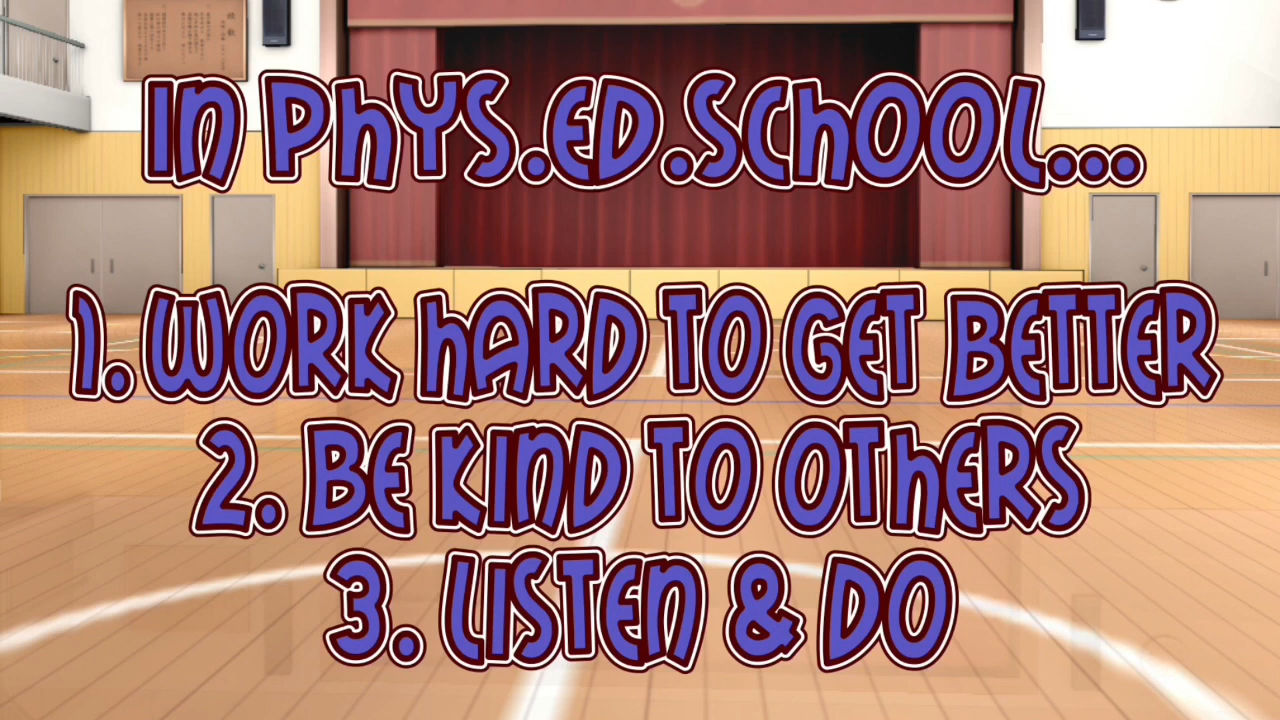 In Phys.Ed.School...
1. Work hard to get better
2. Be kind to others
3. Listen & Do